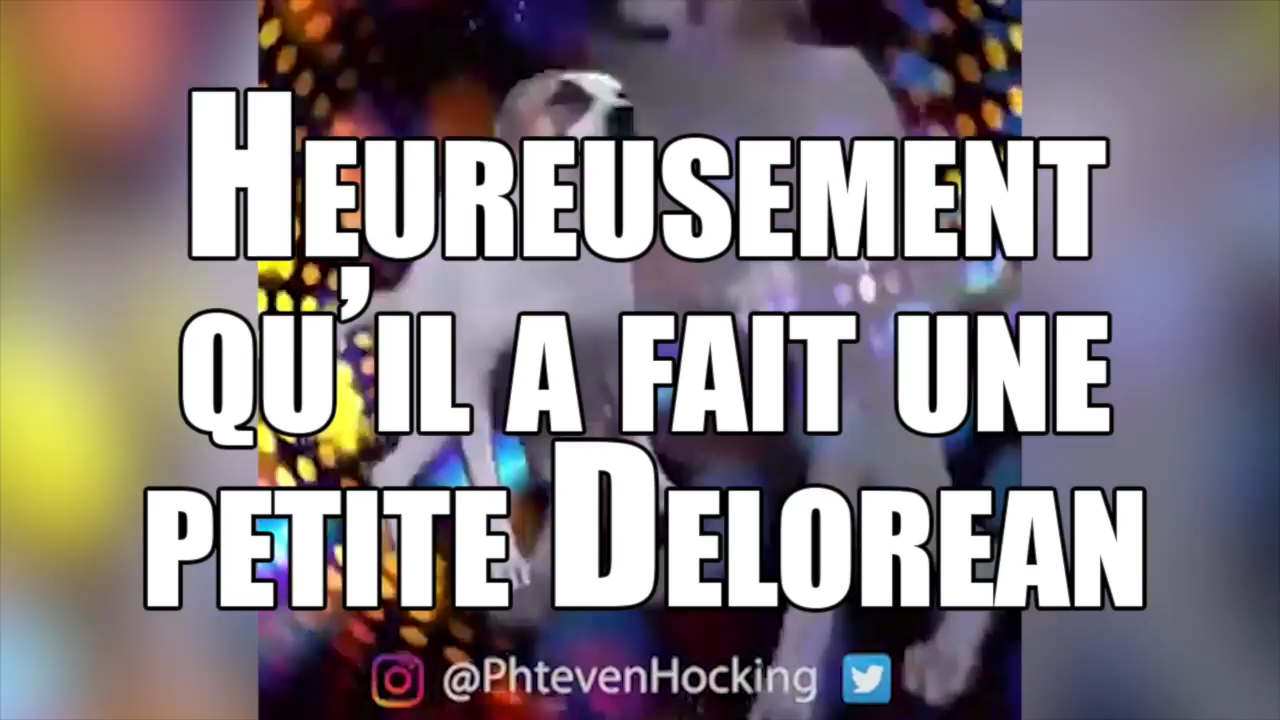 Heureusement
qu'il a fait une
petite Delorean
@PhtevenHocking